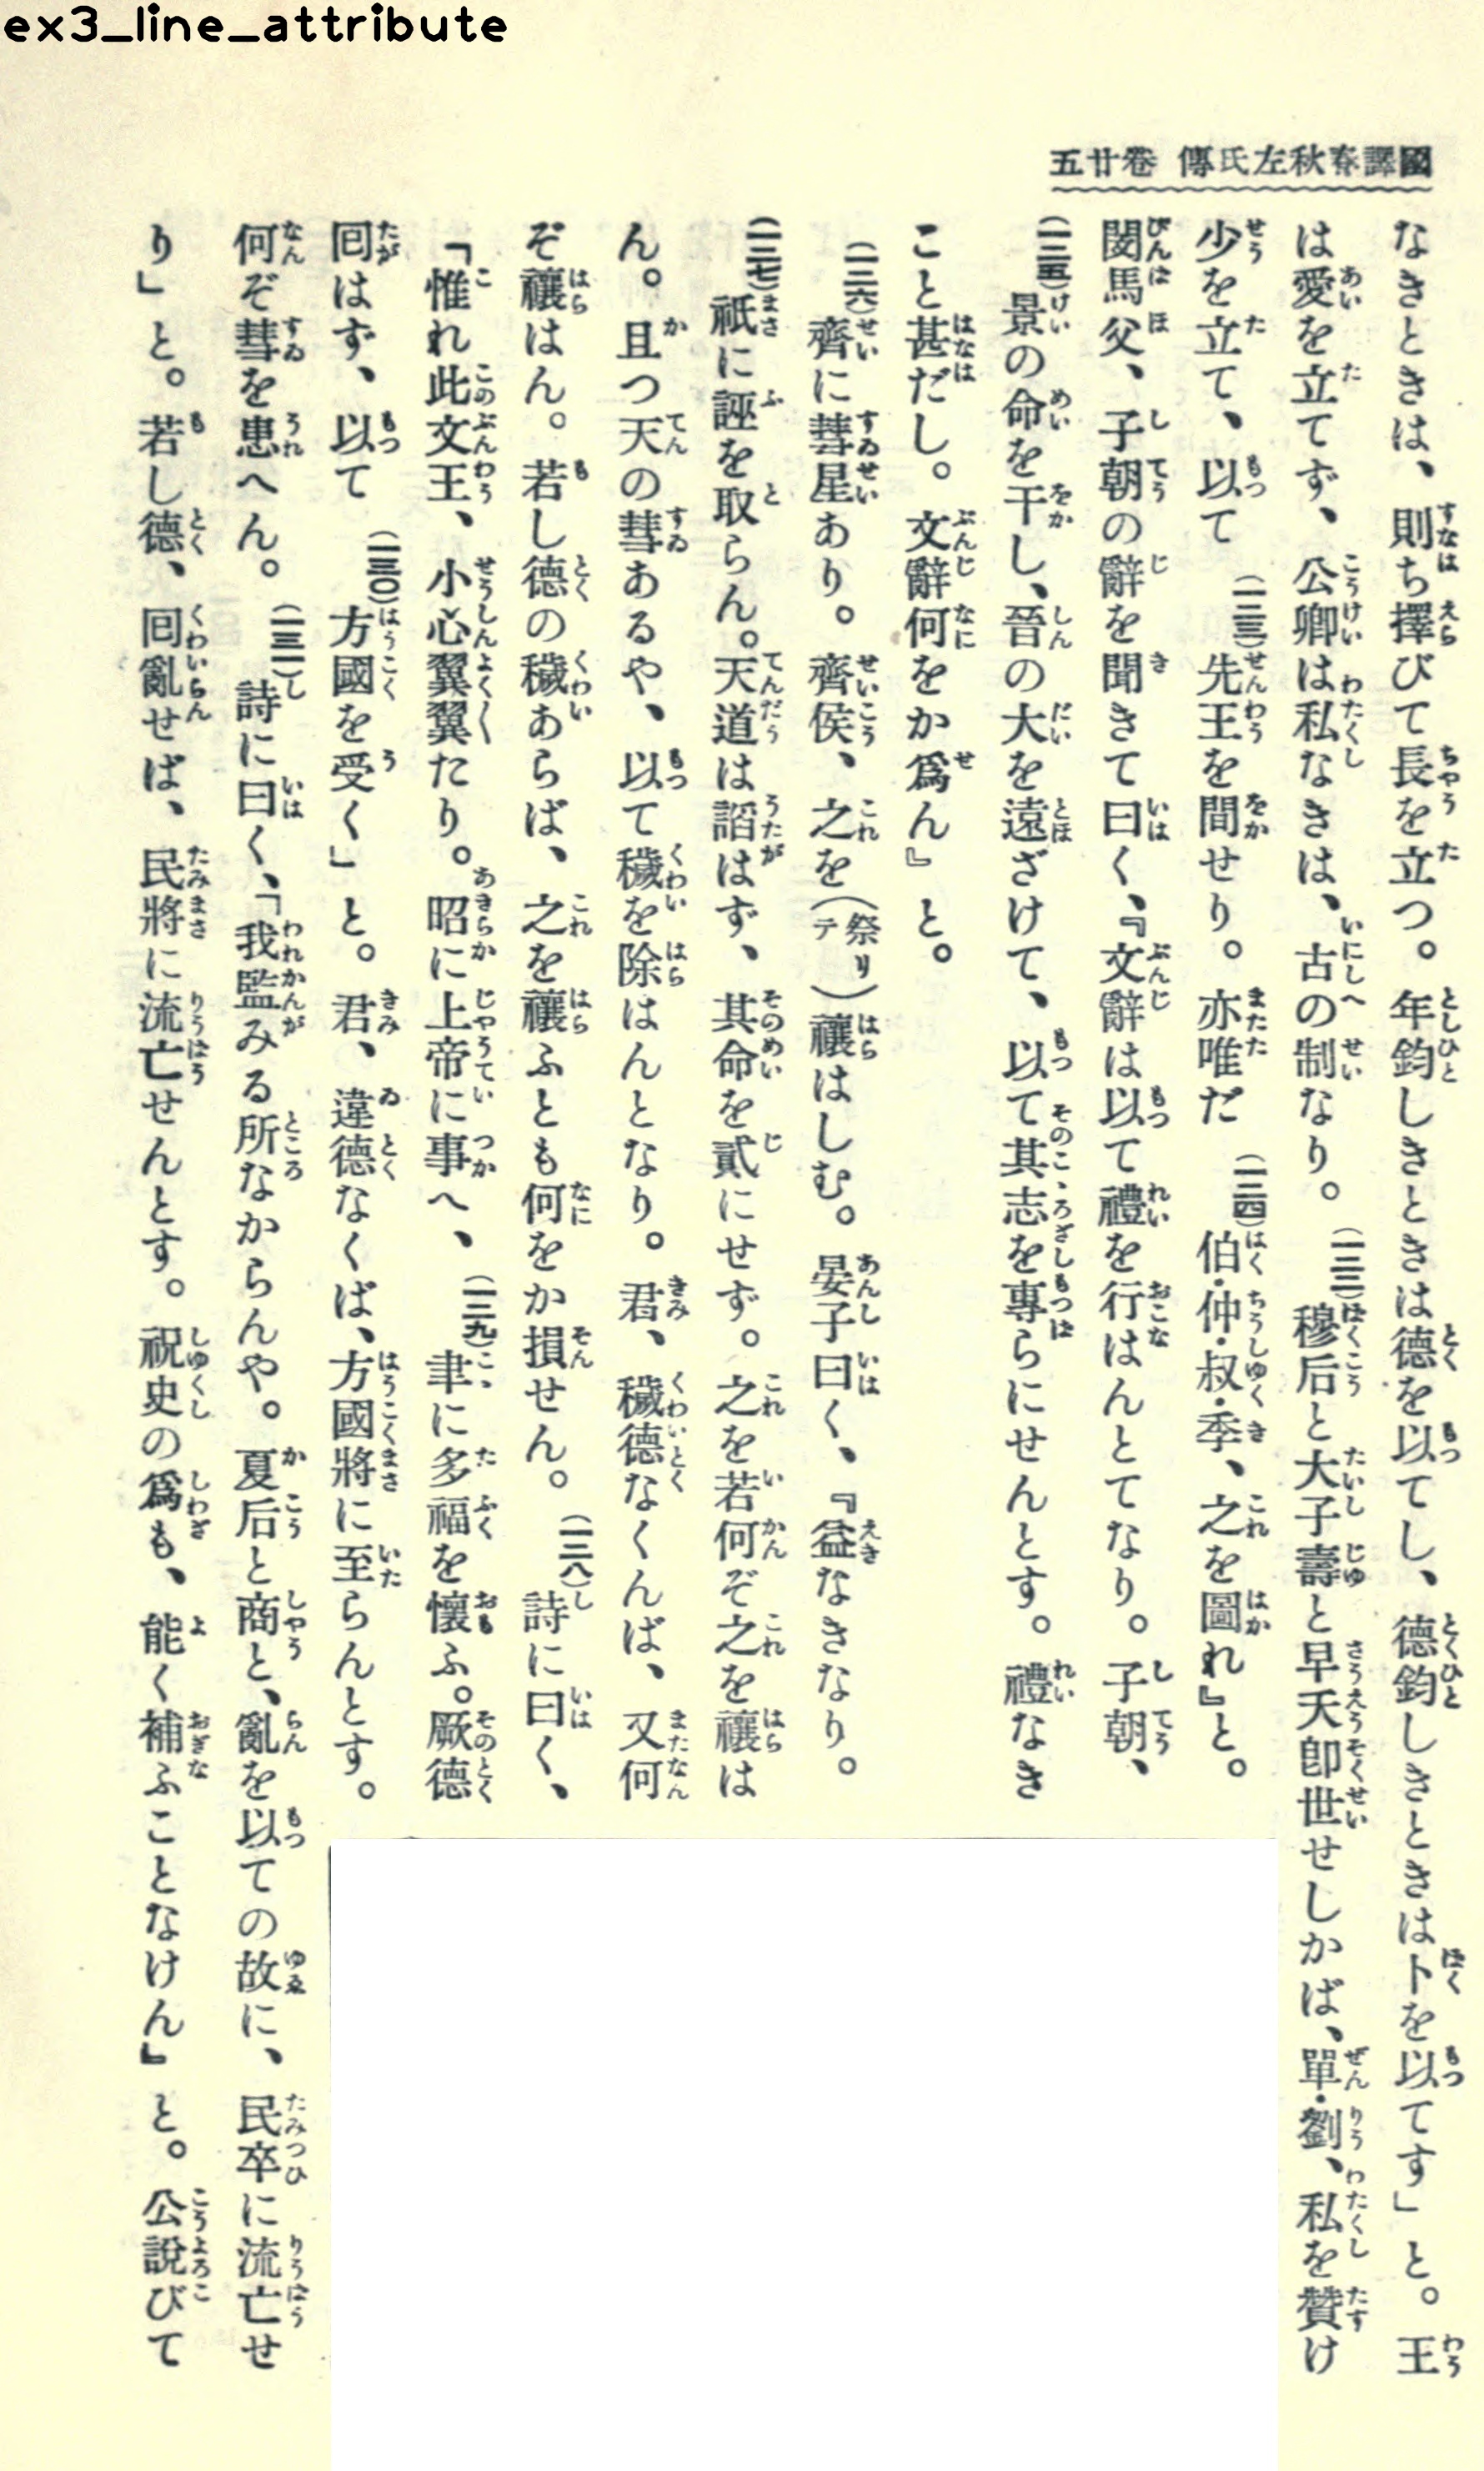 ex3_line_attribute
國譯春秋左氏傳 卷廿五
なきときは、則ち擇びて長を立つ。年鈞しきときは德を以てし、德鈞しきときは卜を以てす」と。王
は愛を立てず、公卿は私なきは、古の制なり。(一三三)穆后と大子壽と早夭卽世せしかば、單・劉、私を贊け
少を立て、以て(一二三)先王を間せり。亦唯だ(一二四)伯・仲・叔・季、之を圖れ』と。
閔馬父、子朝の辭を聞きて曰く、『文辭は以て禮を行はんとてなり。子朝、
(一二五)景の命を干し、晉の大を遠ざけて、以て其志を專らにせんとす。禮なき
こと甚だし。文辭何をか爲ん』と。
(一二六)齊に彗星あり。齊侯、之を(祭リテ)禳はしむ。晏子曰く、『益なきなり。
(一二七)祇に誣を取らん。天道は謟はず、其命を貳にせず。之を若何ぞ之を禳は
ん。且つ天の彗あるや、以て穢を除はんとなり。君、穢德なくんば、又何
ぞ禳はん。若し德の穢あらば、之を禳ふとも何をか損せん。(一二八)詩に曰く、
「惟れ此文王、小心翼翼たり。昭に上帝に事へ、(一二九)聿に多福を懷ふ。厥德
囘はず、以て(一三〇)方國を受く」と。君、違德なくば、方國將に至らんとす。
何ぞ彗を患へん。(一三一)詩に曰く、「我監みる所なからんや。夏后と商と、亂を以ての故に、民卒に流亡せ
り」と。若し德、囘亂せば、民將に流亡せんとす。祝史の爲も、能く補ふことなけん』と。公說びて